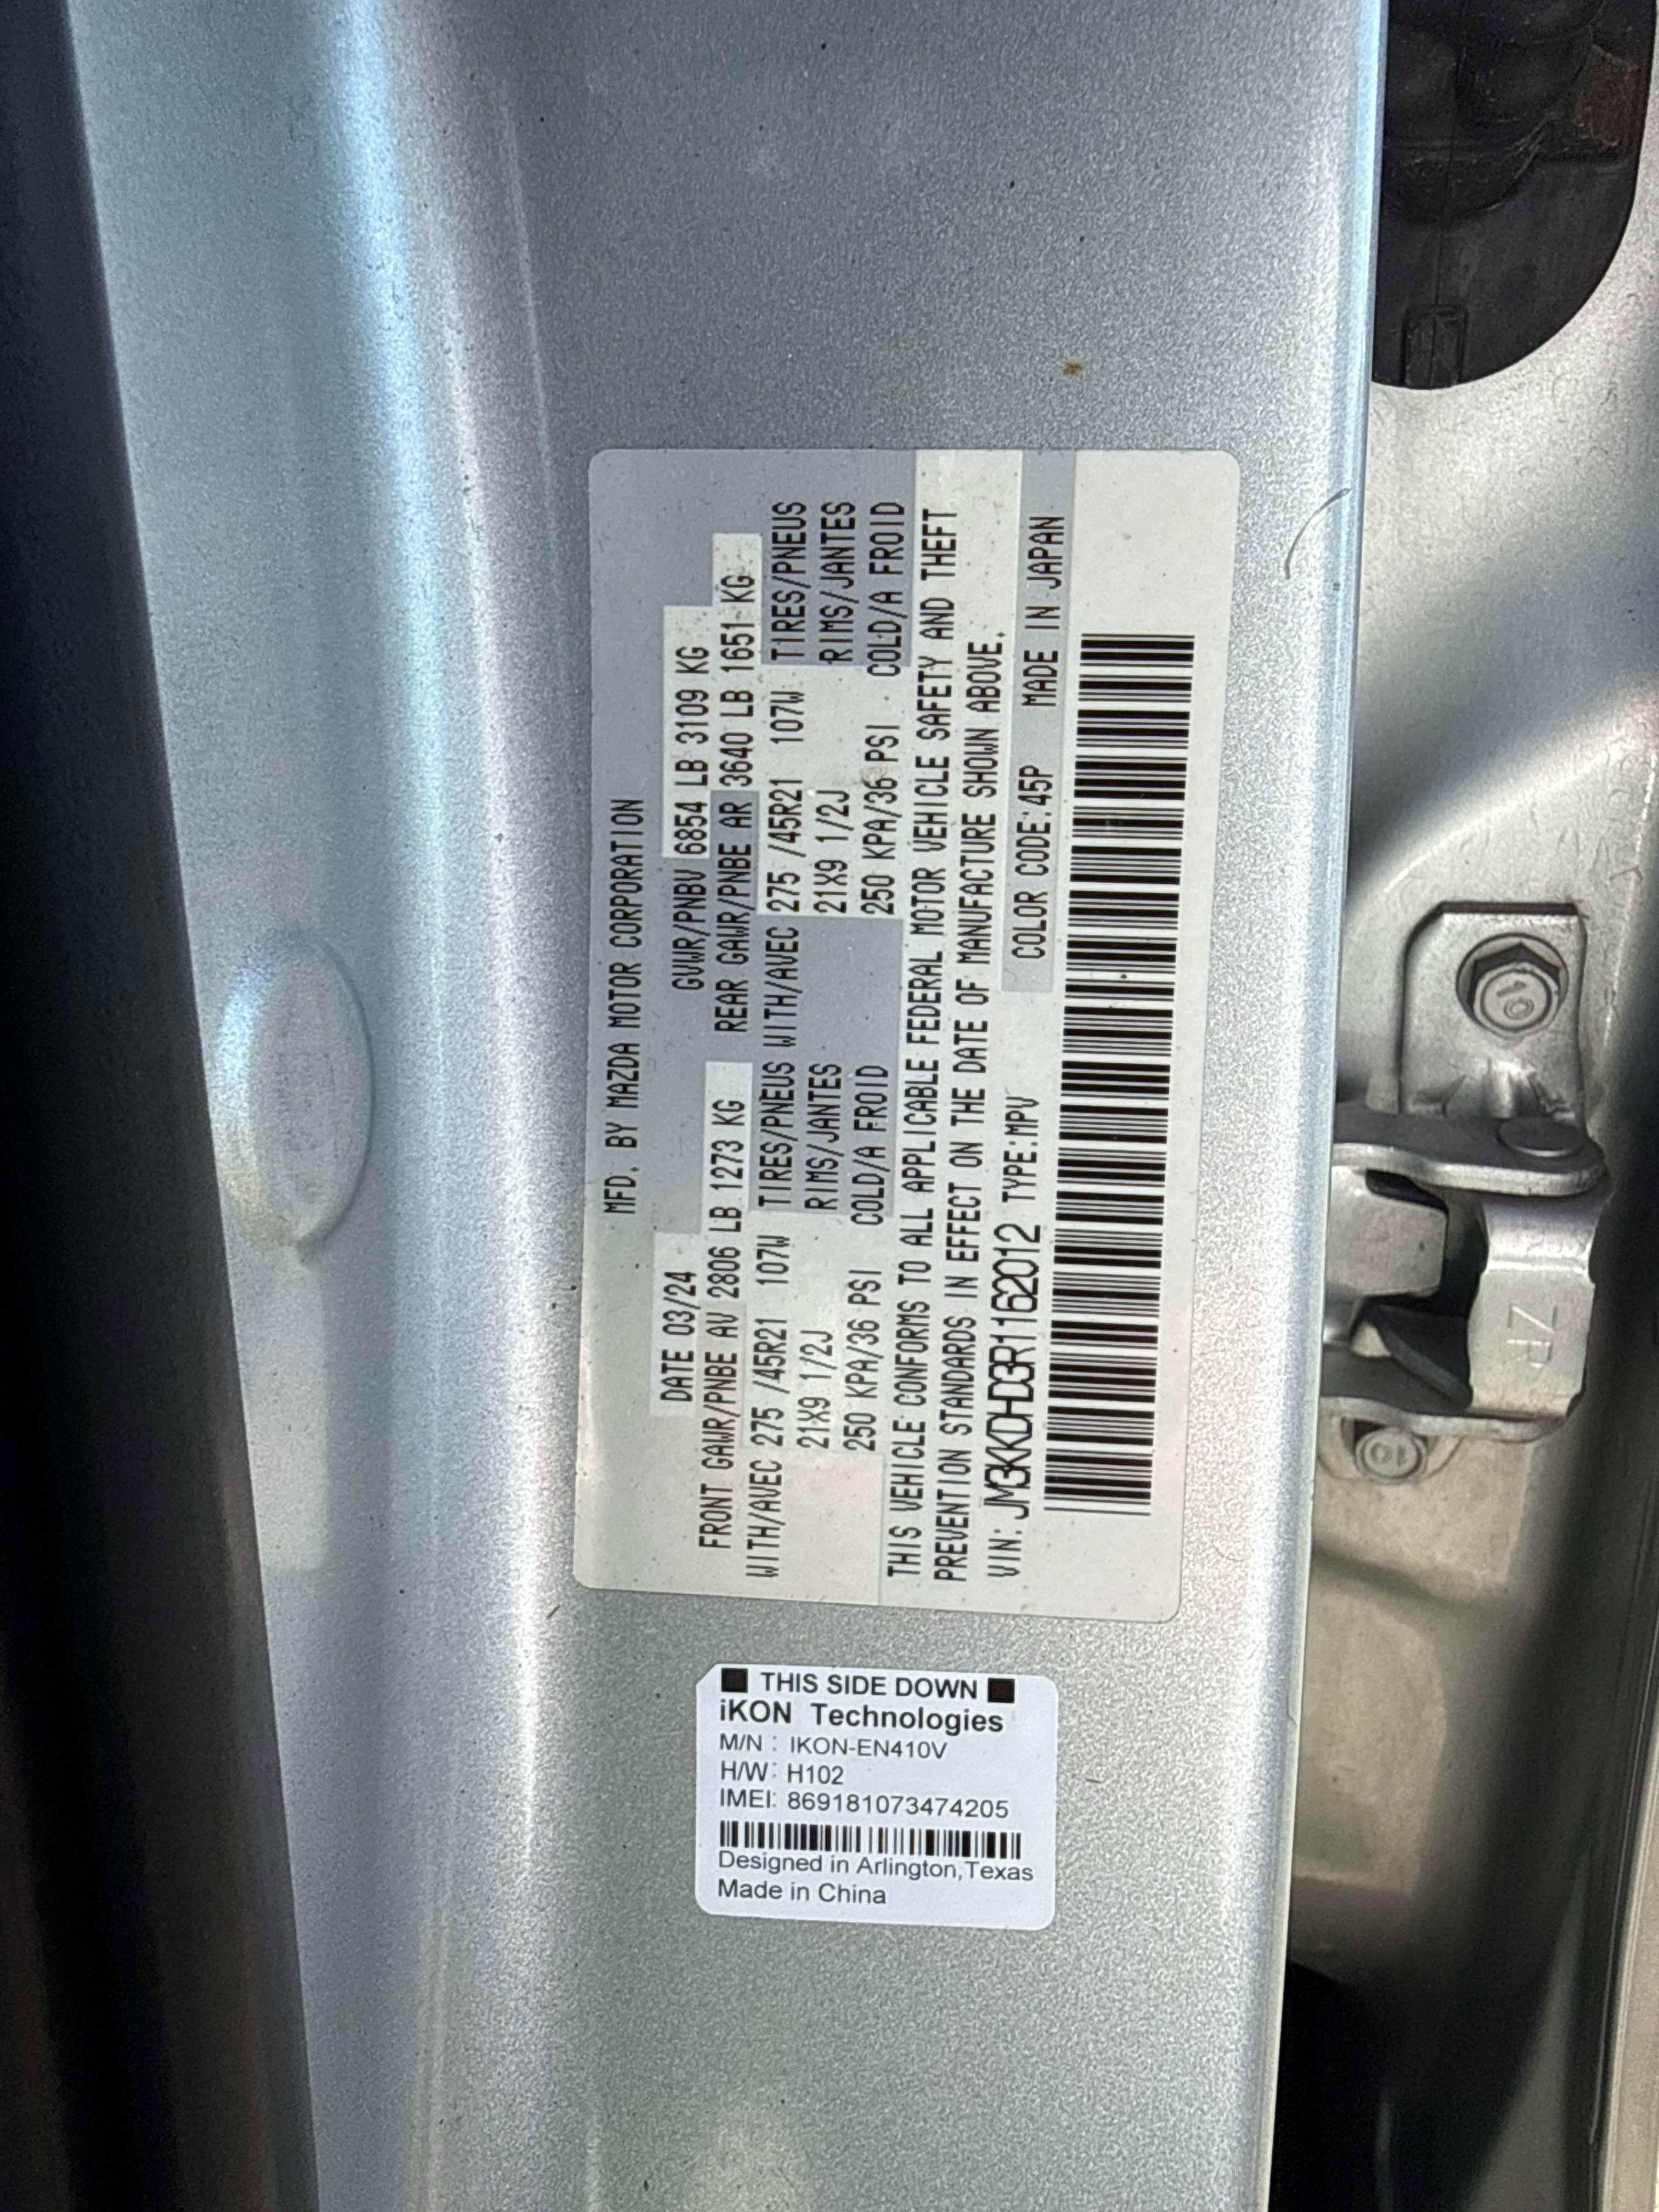 MFD. BY MAZDA MOTOR CORPORATION
DATE 03/24 GVWR/PNBV 6854 LB 3109 KG
FRONT GAWR/PNBE AV 2806 LB 1273 KG REAR GAWR/PNBE AR 3640 LB 1651 KG
WITH/AVEC 275 /45R21 107W TIRES/PNEUS WITH/AVEC 275 /45R21 107W TIRES/PNEUS
21X9 1/2J RIMS/JANTES 21X9 1/2J RIMS/JANTES
250 KPA/36 PSI COLD/A FROID 250 KPA/36 PSI COLD/A FROID
THIS VEHICLE CONFORMS TO ALL APPLICABLE FEDERAL MOTOR VEHICLE SAFETY AND THEFT
PREVENTION STANDARDS IN EFFECT ON THE DATE OF MANUFACTURE SHOWN ABOVE.
VIN: JM3KKDHD3R1162012 TYPE:MPV COLOR CODE:45P MADE IN JAPAN
THIS SIDE DOWN
iKON Technologies
M/N : IKON-EN410V
H/W: H102
IMEI: 869181073474205
Designed in Arlington,Texas
Made in China
10
ZP
10